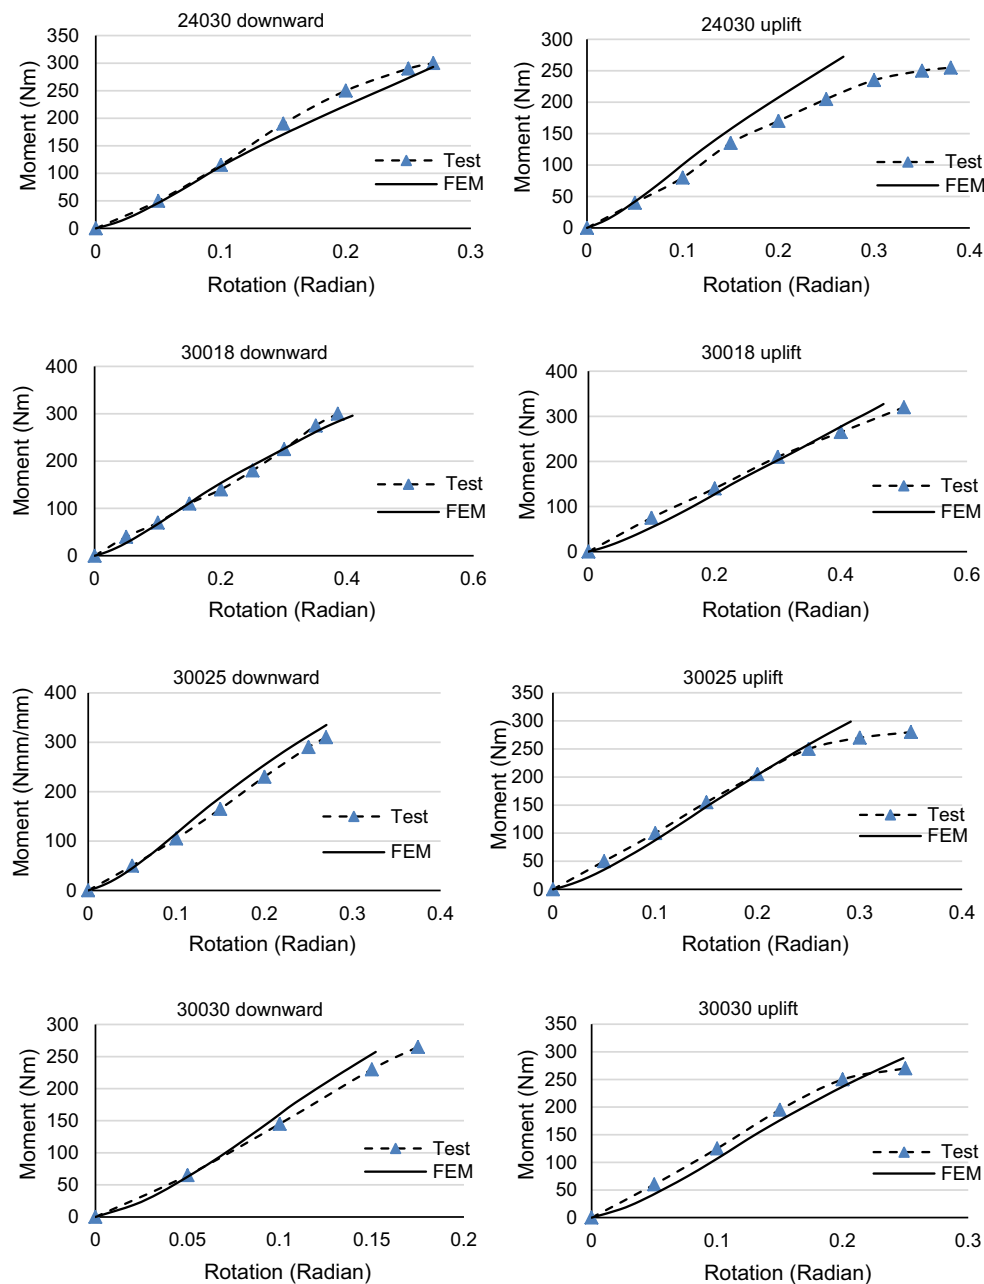 24030 downward
350
300
250
200
150
100
50
0
Moment (Nm)
Test
FEM
0 0.1 0.2 0.3
Rotation (Radian)
24030 uplift
300
250
200
150
100
50
0
Moment (Nm)
Test
FEM
0 0.1 0.2 0.3 0.4
Rotation (Radian)
30018 downward
400
300
200
100
0
Moment (Nm)
Test
FEM
0 0.2 0.4 0.6
Rotation (Radian)
30018 uplift
400
300
200
100
0
Moment (Nm)
Test
FEM
0 0.2 0.4 0.6
Rotation (Radian)
30025 downward
400
300
200
100
0
Moment (Nmm/mm)
Test
FEM
0 0.1 0.2 0.3 0.4
Rotation (Radian)
30025 uplift
350
300
250
200
150
100
50
0
Moment (Nm)
Test
FEM
0 0.1 0.2 0.3 0.4
Rotation (Radian)
30030 downward
300
250
200
150
100
50
0
Moment (Nm)
Test
FEM
0 0.05 0.1 0.15 0.2
Rotation (Radian)
30030 uplift
350
300
250
200
150
100
50
0
Moment (Nm)
Test
FEM
0 0.1 0.2 0.3
Rotation (Radian)